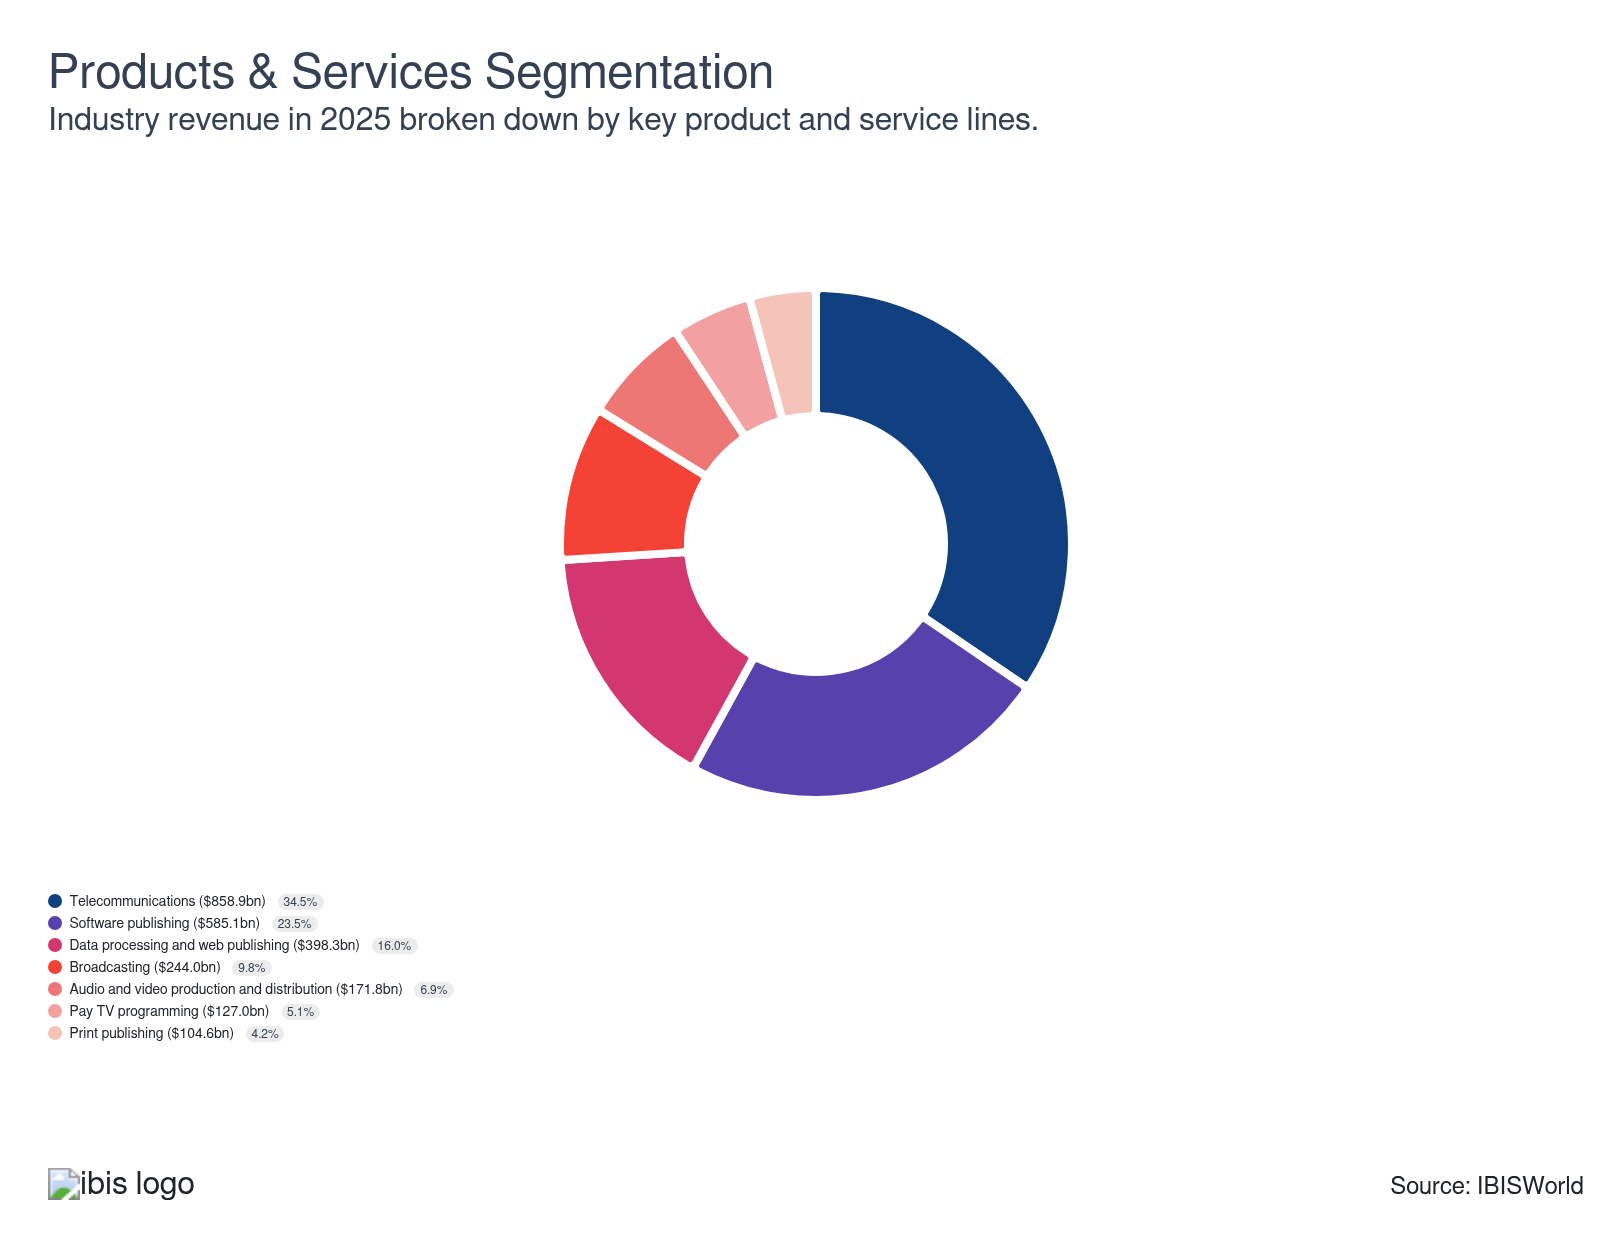 Products & Services Segmentation
Industry revenue in 2025 broken down by key product and service lines.
Telecommunications ($858.9bn) 34.5%
Software publishing ($585.1bn) 23.5%
Data processing and web publishing ($398.3bn) 16.0%
Broadcasting ($244.0bn) 9.8%
Audio and video production and distribution ($171.8bn) 6.9%
Pay TV programming ($127.0bn) 5.1%
Print publishing ($104.6bn) 4.2%
ibis logo
Source: IBISWorld